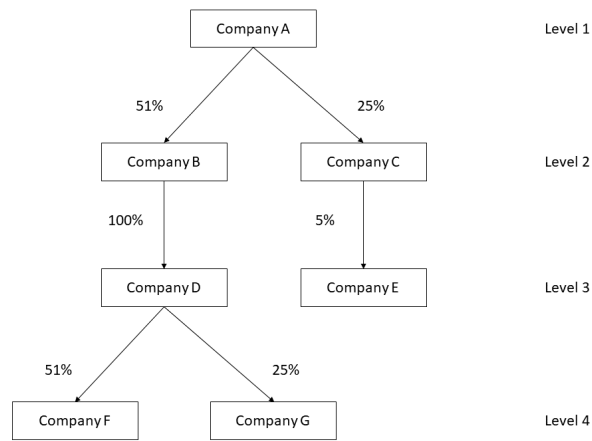 Company A
Level 1
51%
25%
Company B
Company C
Level 2
100%
5%
Company D
Company E
Level 3
51%
25%
Company F
Company G
Level 4